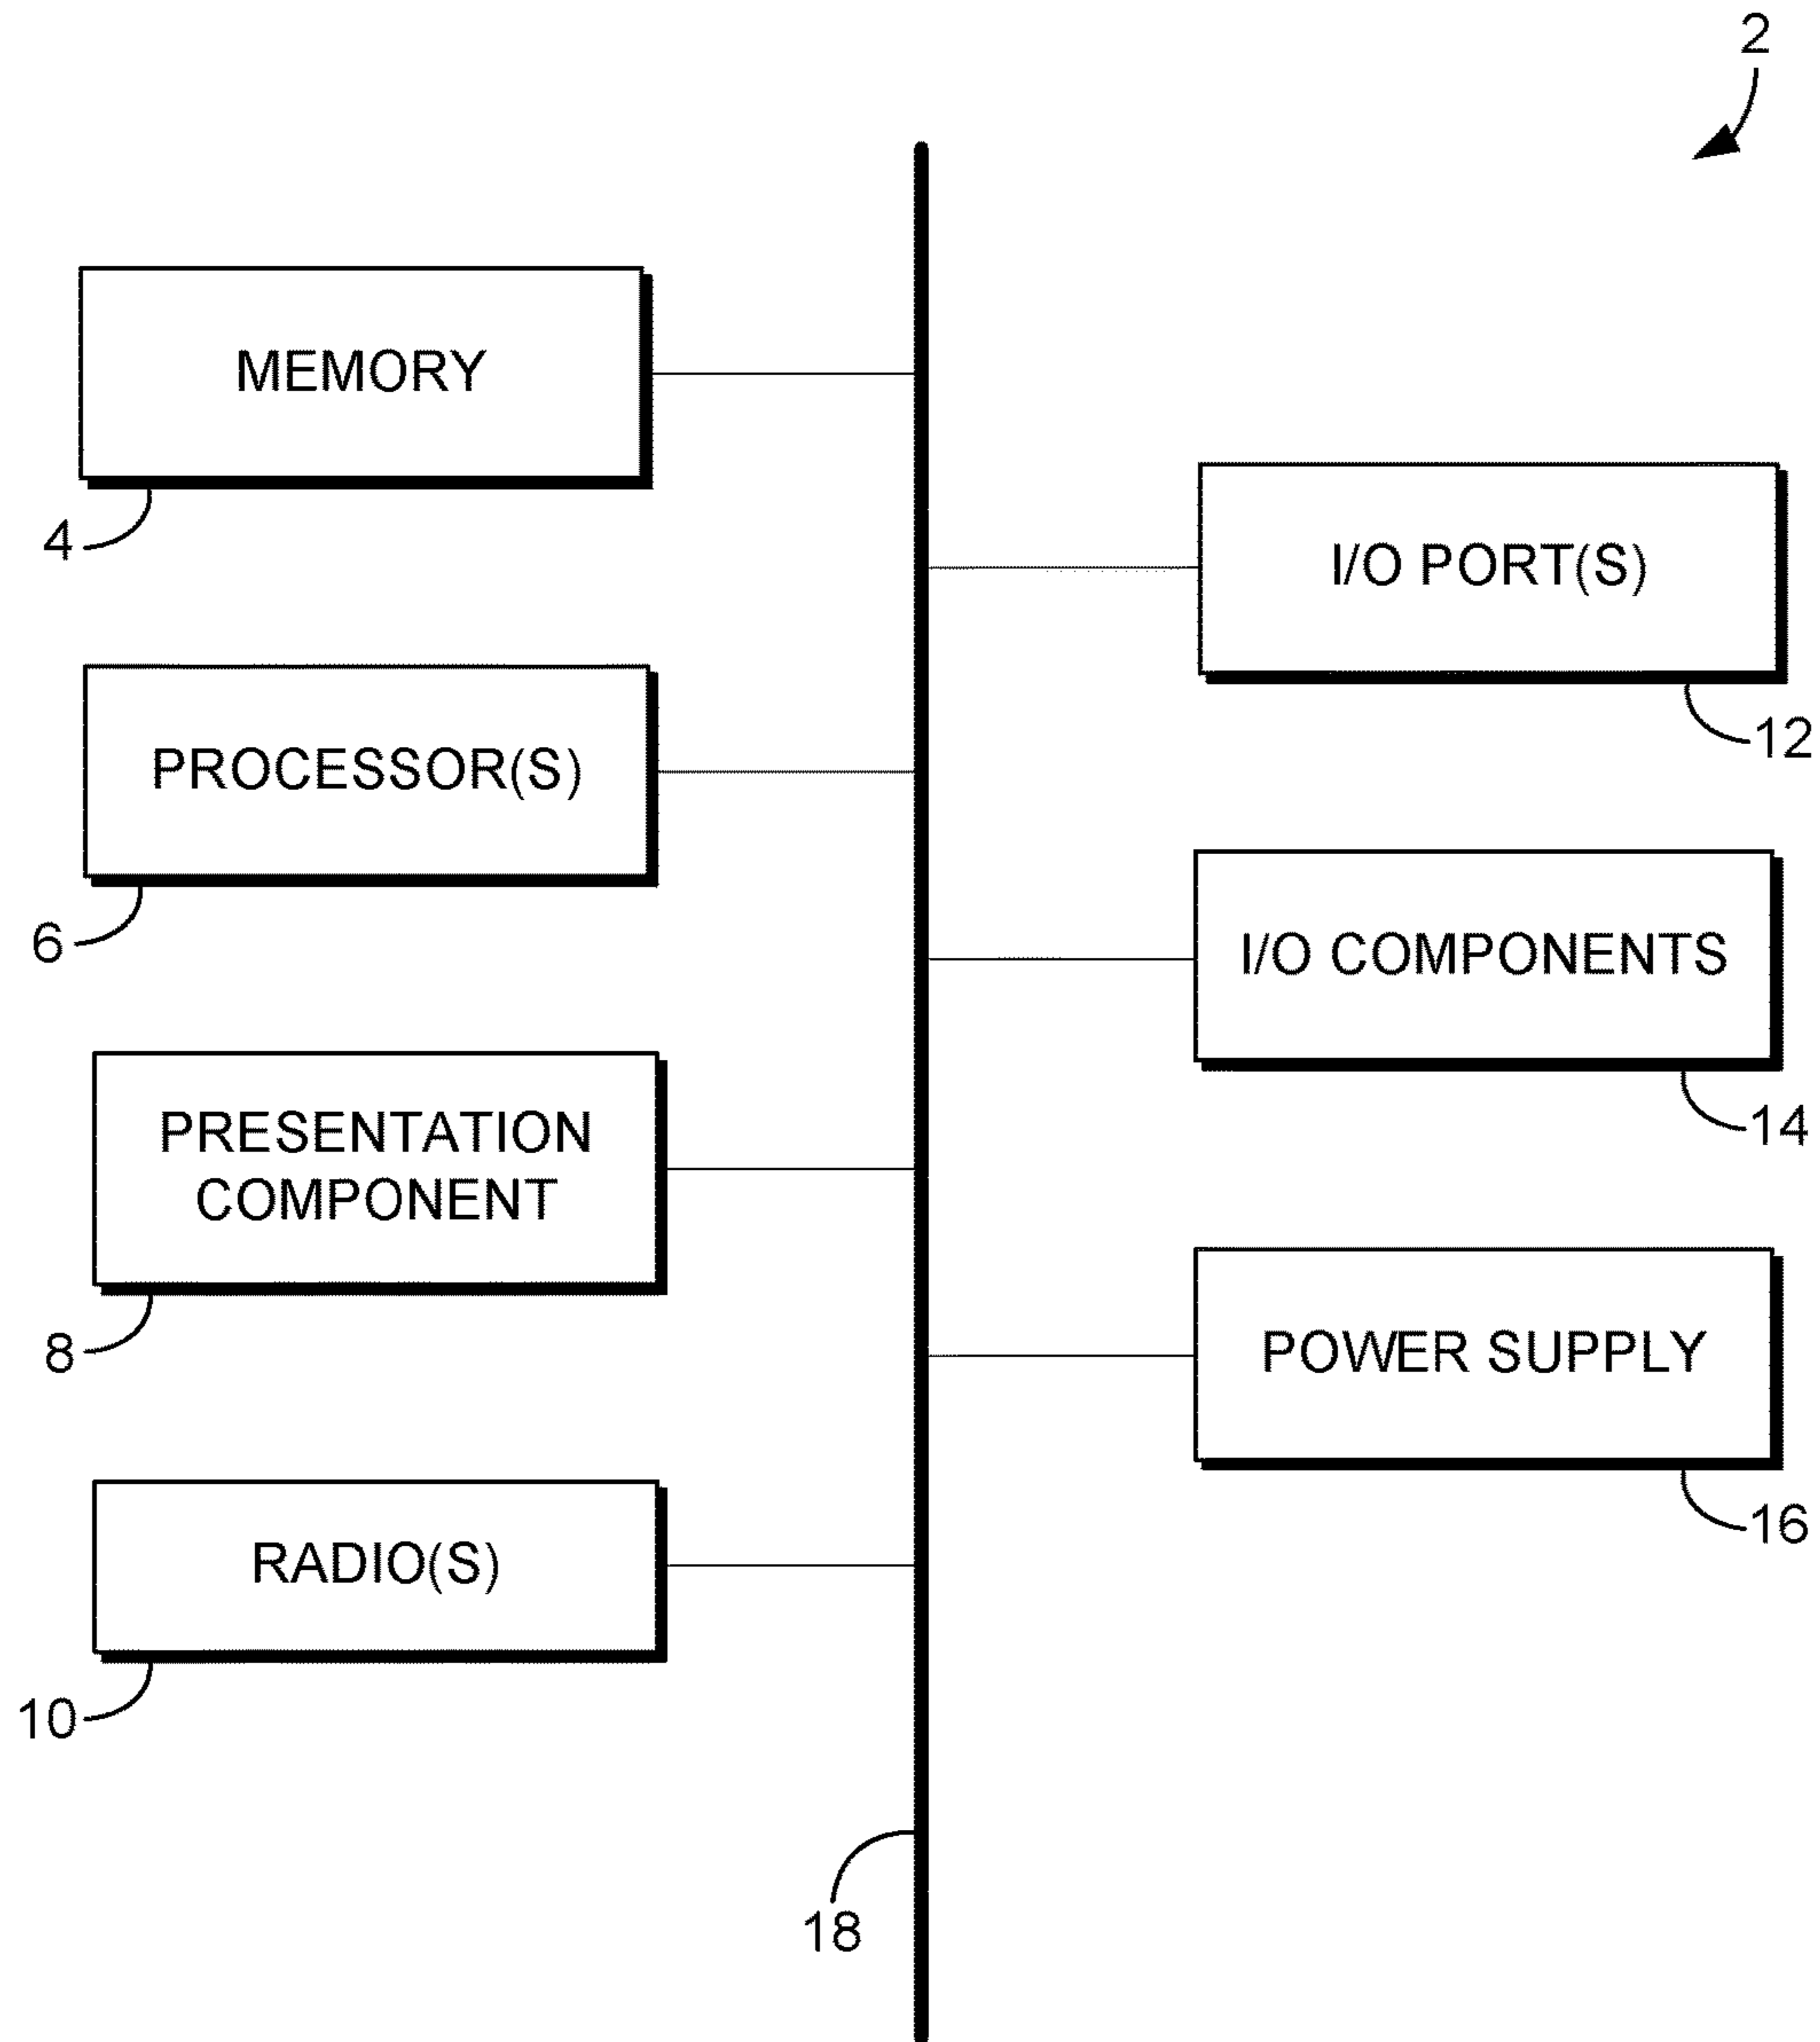 2
MEMORY
4
I/O PORT(S)
12
PROCESSOR(S)
6
I/O COMPONENTS
14
PRESENTATION
COMPONENT
8
POWER SUPPLY
16
RADIO(S)
10
18